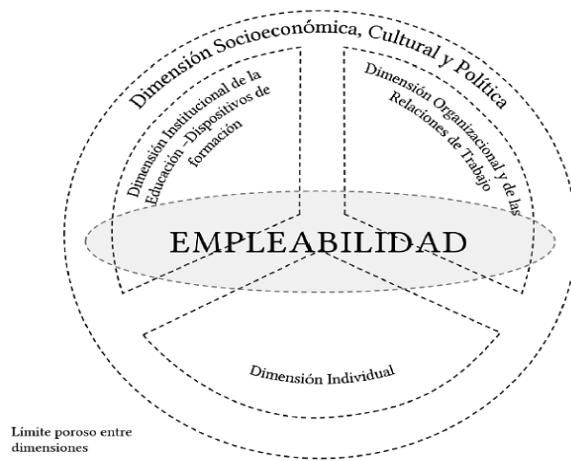 Dimensión Socioeconómica, Cultural y Política
Dimensión Institucional de la
Educación –Dispositivos de
formación
Dimensión Organizacional y de las
Relaciones de Trabajo
EMPLEABILIDAD
Dimensión Individual
Límite poroso entre
dimensiones